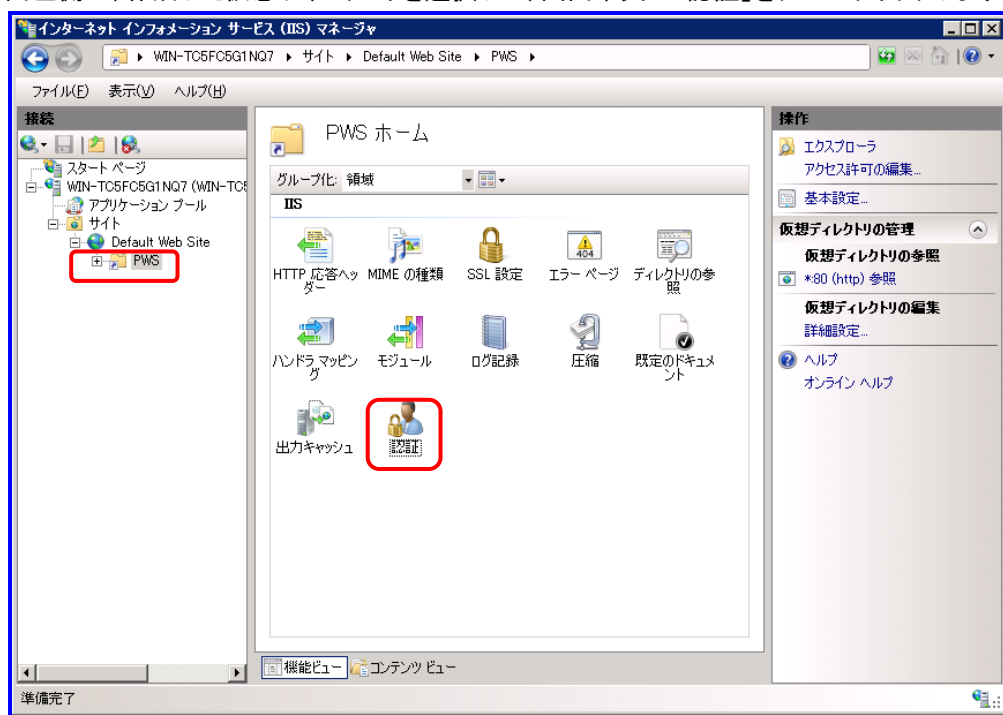 インターネット インフォメーション サービス (IIS) マネージャ
WIN-TC5FC5G1NQ7 ▸ サイト ▸ Default Web Site ▸ PWS ▸
ファイル(F) 表示(V) ヘルプ(H)
接続
スタート ページ
WIN-TC5FC5G1NQ7 (WIN-TC5
アプリケーション プール
サイト
Default Web Site
PWS
PWS ホーム
グループ化: 領域
IIS
HTTP 応答ヘッダー
MIME の種類
SSL 設定
404
エラー ページ
ディレクトリの参照
ハンドラ マッピング
モジュール
ログ記録
圧縮
既定のドキュメント
出力キャッシュ
認証
機能ビュー
コンテンツ ビュー
操作
エクスプローラ
アクセス許可の編集...
基本設定...
仮想ディレクトリの管理
仮想ディレクトリの参照
*:80 (http) 参照
仮想ディレクトリの編集
詳細設定...
ヘルプ
オンライン ヘルプ
準備完了